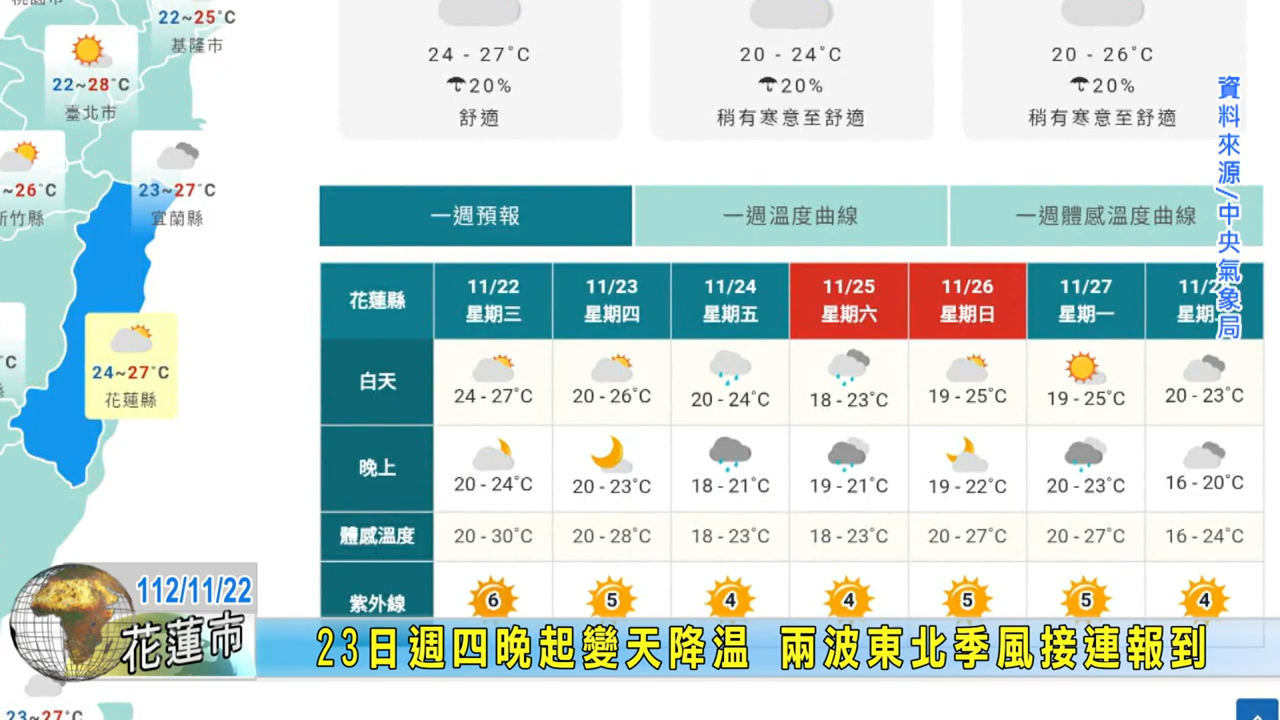 22~25°C
基隆市
22~28°C
臺北市
~26°C
新竹縣
23~27°C
宜蘭縣
24~27°C
花蓮縣
°C
23~27°C
24 - 27°C
20%
舒適
20 - 24°C
20%
稍有寒意至舒適
20 - 26°C
20%
稍有寒意至舒適
資料來源/中央氣象局
一週預報 一週溫度曲線 一週體感溫度曲線
花蓮縣 11/22 11/23 11/24 11/25 11/26 11/27
星期三 星期四 星期五 星期六 星期日 星期一 星期
白天 24 - 27°C 20 - 26°C 20 - 24°C 18 - 23°C 19 - 25°C 19 - 25°C 20 - 23°C
晚上 20 - 24°C 20 - 23°C 18 - 21°C 19 - 21°C 19 - 22°C 20 - 23°C 16 - 20°C
體感溫度 20 - 30°C 20 - 28°C 18 - 23°C 18 - 23°C 20 - 27°C 20 - 27°C 16 - 24°C
紫外線 6 5 4 4 5 5 4
112/11/22
花蓮市
23日週四晚起變天降温 兩波東北季風接連報到